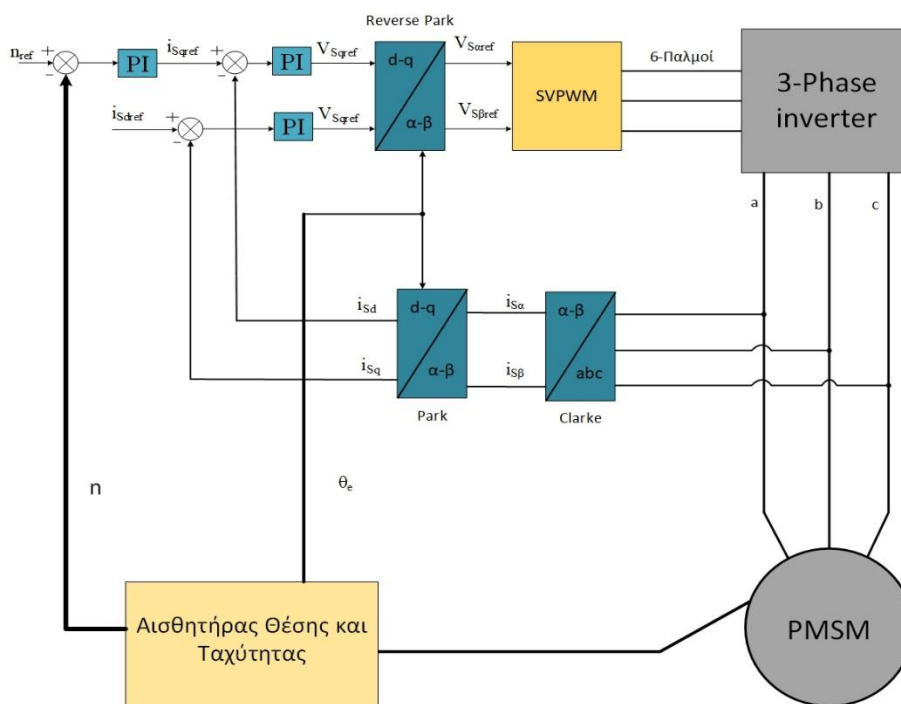 Reverse Park
n_ref
+
−
PI
i_Sqref
+
−
PI
V_Sqref
d-q
α-β
V_Sαref
V_Sβref
SVPWM
6-Παλμοί
3-Phase
inverter
i_Sdref
+
−
PI
V_Sqref
a
b
c
i_Sd
i_Sq
d-q
α-β
Park
i_Sα
i_Sβ
α-β
abc
Clarke
n
θ_e
Αισθητήρας Θέσης και
Ταχύτητας
PMSM